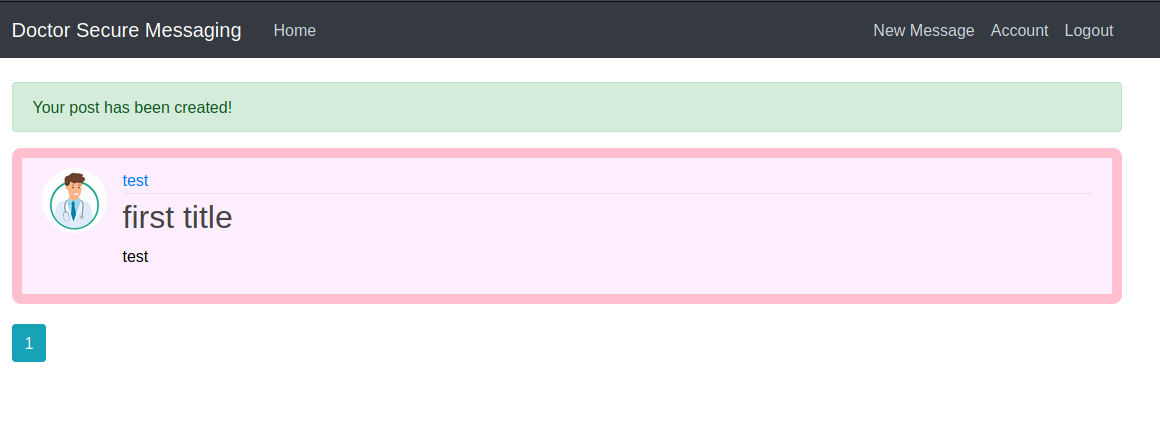 Doctor Secure Messaging Home New Message Account Logout
Your post has been created!
test
first title
test
1